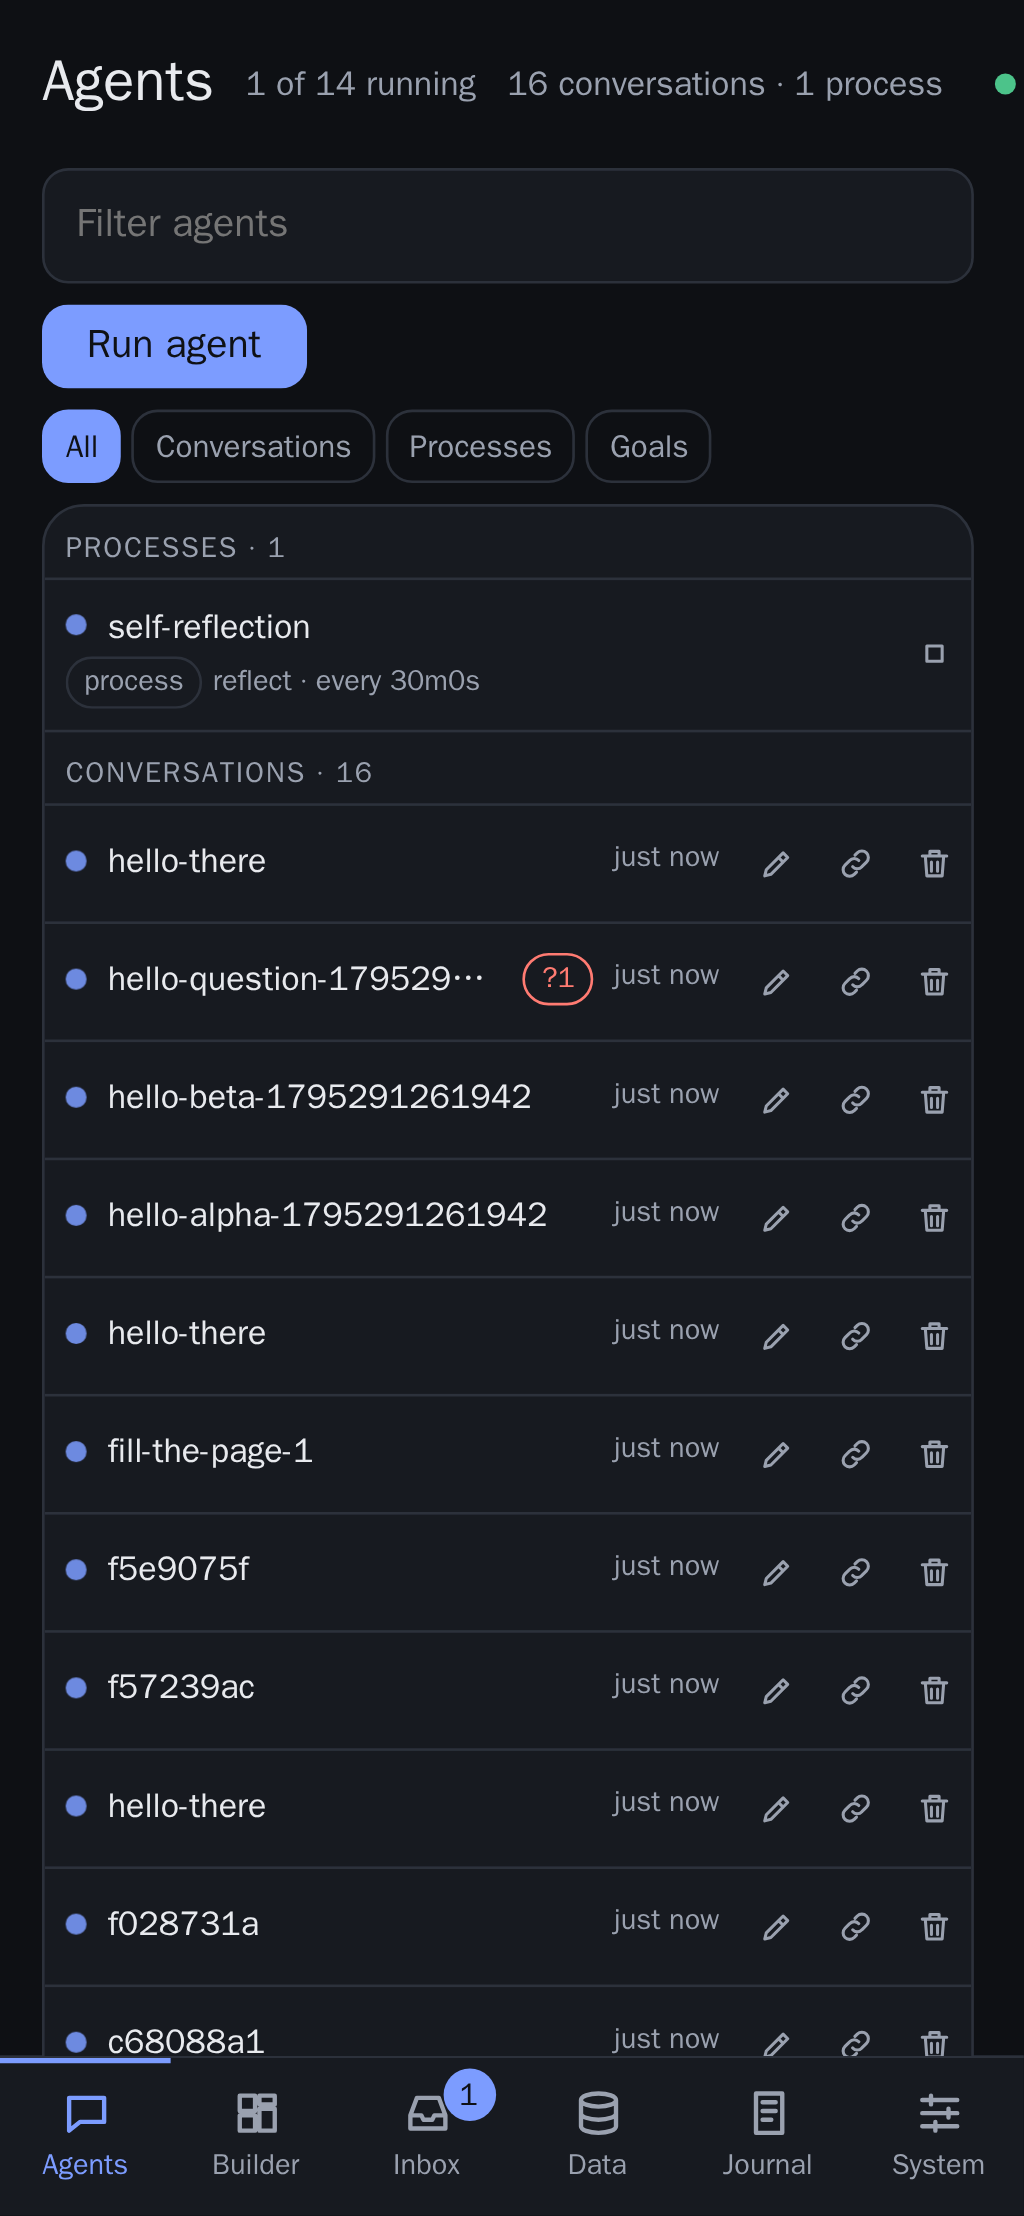 Agents 1 of 14 running 16 conversations · 1 process
Filter agents
Run agent
All Conversations Processes Goals
PROCESSES · 1
self-reflection
process reflect · every 30m0s
CONVERSATIONS · 16
hello-there just now
hello-question-179529··· ?1 just now
hello-beta-1795291261942 just now
hello-alpha-1795291261942 just now
hello-there just now
fill-the-page-1 just now
f5e9075f just now
f57239ac just now
hello-there just now
f028731a just now
c68088a1 just now
1
Agents Builder Inbox Data Journal System